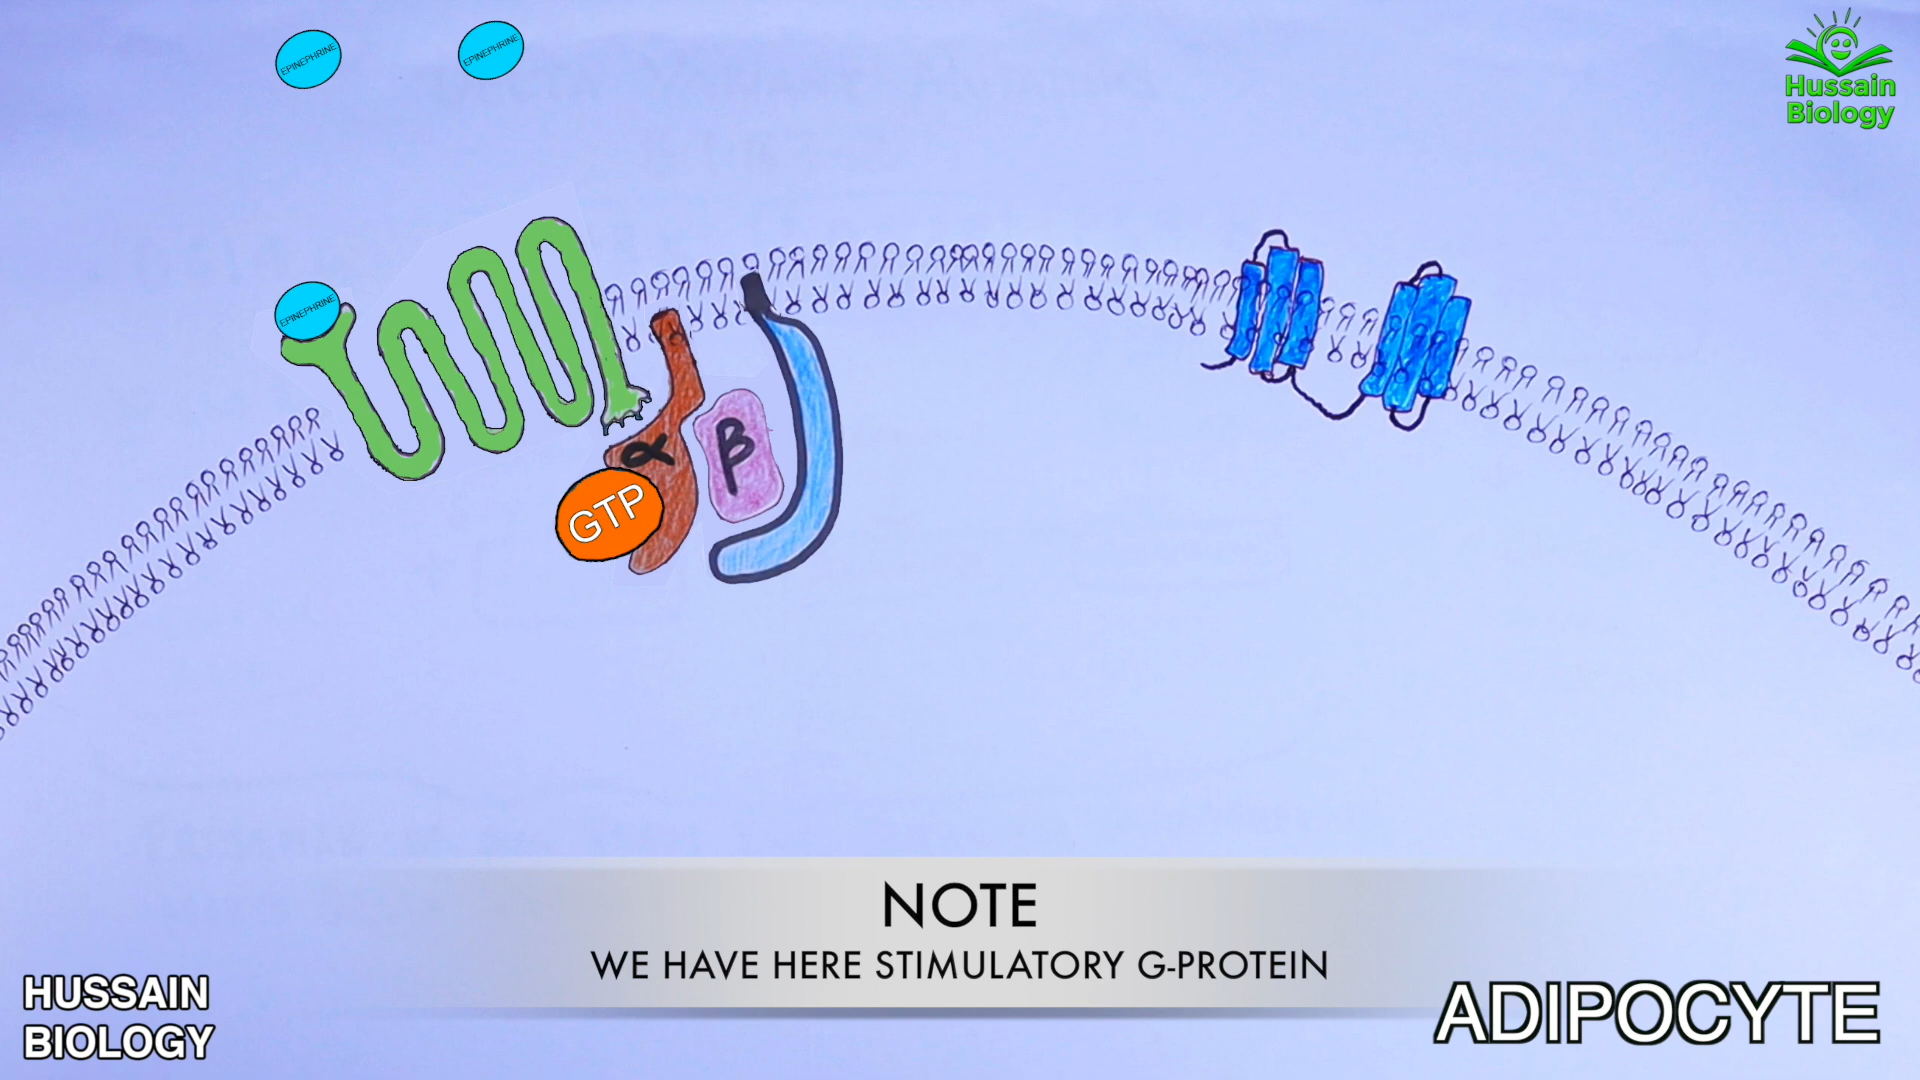 EPINEPHRINE
EPINEPHRINE
Hussain
Biology
EPINEPHRINE
α
β
GTP
NOTE
WE HAVE HERE STIMULATORY G-PROTEIN
HUSSAIN
BIOLOGY
ADIPOCYTE